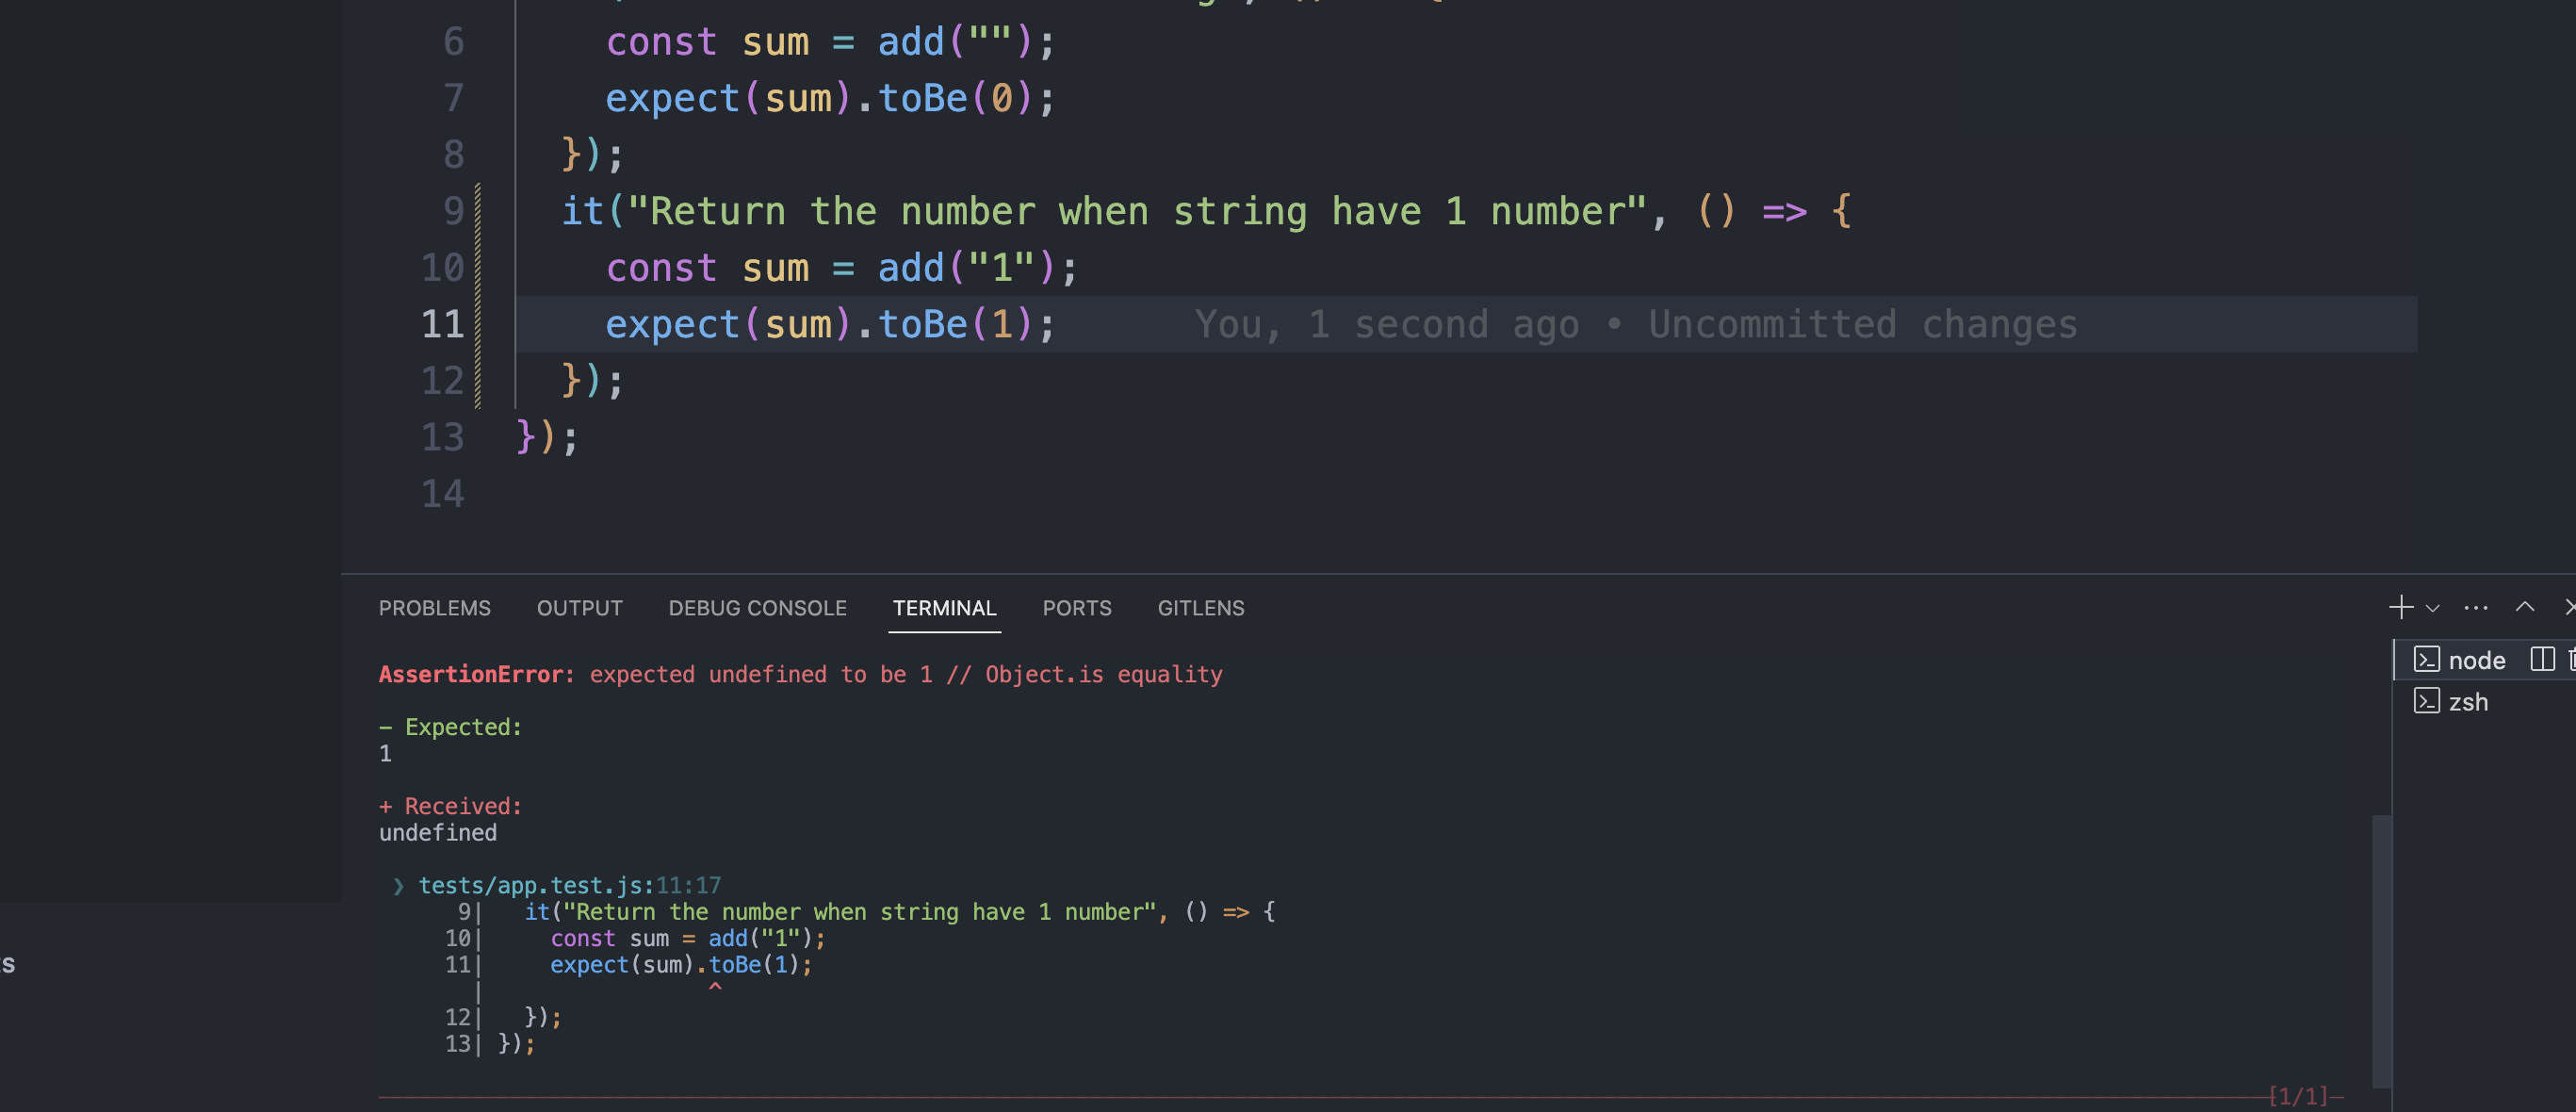 6 const sum = add("");
7 expect(sum).toBe(0);
8 });
9 it("Return the number when string have 1 number", () => {
10 const sum = add("1");
11 expect(sum).toBe(1); You, 1 second ago • Uncommitted changes
12 });
13 });
14
PROBLEMS OUTPUT DEBUG CONSOLE TERMINAL PORTS GITLENS
AssertionError: expected undefined to be 1 // Object.is equality
- Expected:
1
+ Received:
undefined
❯ tests/app.test.js:11:17
9| it("Return the number when string have 1 number", () => {
10| const sum = add("1");
11| expect(sum).toBe(1);
| ^
12| });
13| });
[1/1]
node
zsh
s